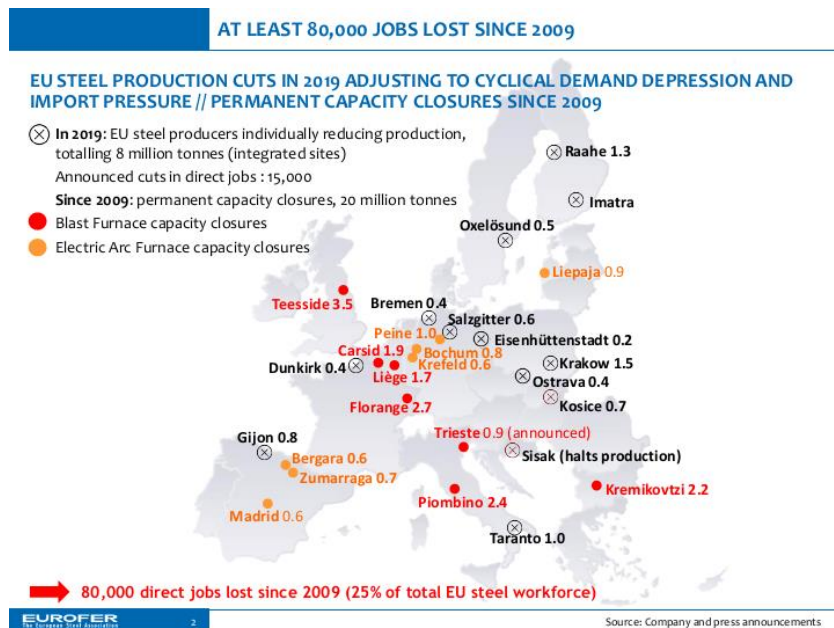 AT LEAST 80,000 JOBS LOST SINCE 2009
EU STEEL PRODUCTION CUTS IN 2019 ADJUSTING TO CYCLICAL DEMAND DEPRESSION AND
IMPORT PRESSURE // PERMANENT CAPACITY CLOSURES SINCE 2009
In 2019: EU steel producers individually reducing production,
totalling 8 million tonnes (integrated sites)
Announced cuts in direct jobs : 15,000
Since 2009: permanent capacity closures, 20 million tonnes
Blast Furnace capacity closures
Electric Arc Furnace capacity closures
Raahe 1.3
Imatra
Oxelösund 0.5
Liepaja 0.9
Teesside 3.5
Bremen 0.4
Salzgitter 0.6
Peine 1.0
Eisenhüttenstadt 0.2
Carsid 1.9
Bochum 0.8
Dunkirk 0.4
Krefeld 0.6
Krakow 1.5
Liège 1.7
Ostrava 0.4
Florange 2.7
Kosice 0.7
Trieste 0.9 (announced)
Gijon 0.8
Sisak (halts production)
Bergara 0.6
Zumarraga 0.7
Kremikovtzi 2.2
Piombino 2.4
Madrid 0.6
Taranto 1.0
80,000 direct jobs lost since 2009 (25% of total EU steel workforce)
EUROFER
The European Steel Association
2
Source: Company and press announcements